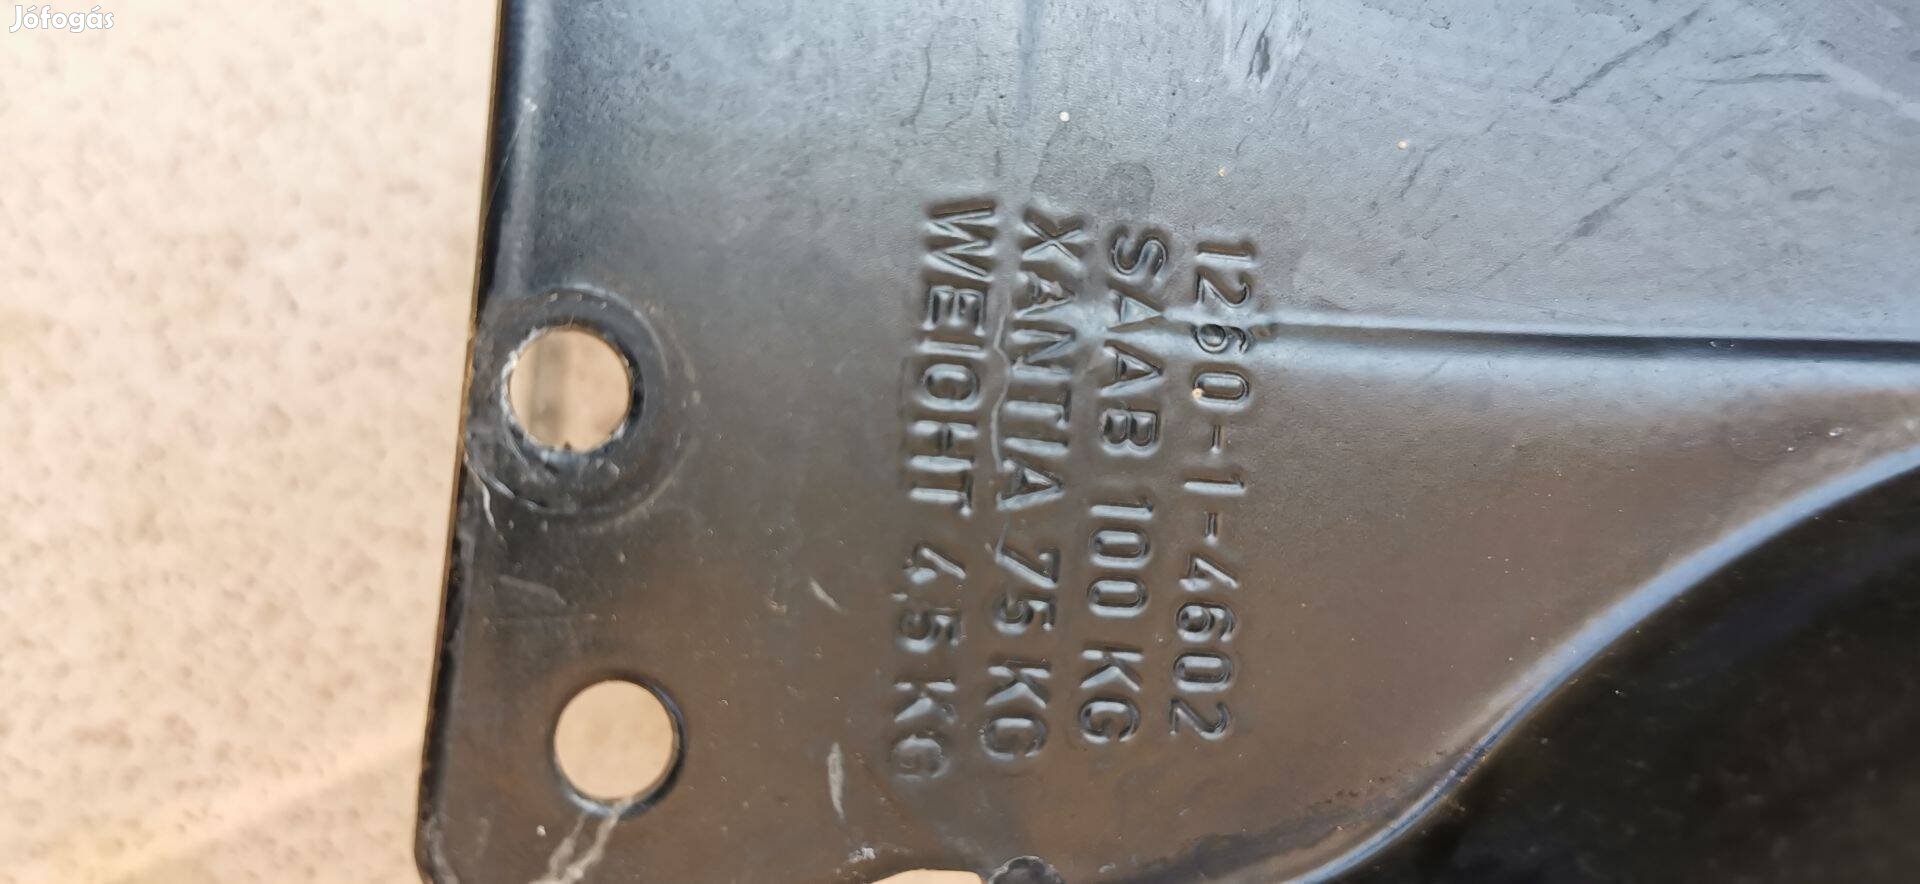 Jófogás
1260-1-4602
SAAB 100 KG
XANTIA 75 KG
WEIGHT 4,5 KG